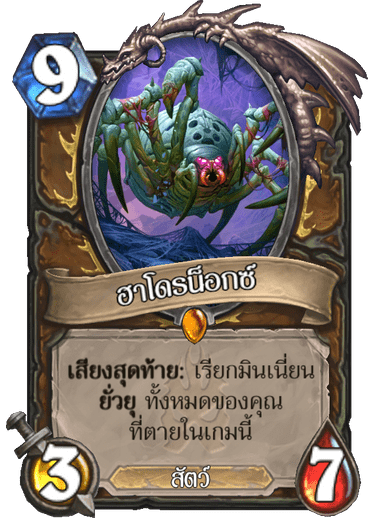 9
ฮาโดรน็อกซ์
เสียงสุดท้าย: เรียกมินเนี่ยน
ยั่วยุ ทั้งหมดของคุณ
ที่ตายในเกมนี้
3
สัตว์
7